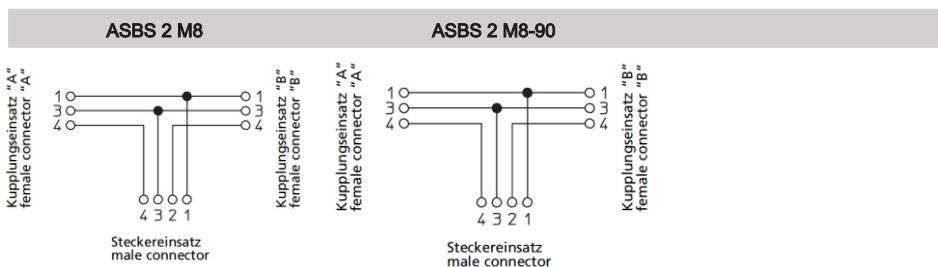 ASBS 2 M8
ASBS 2 M8-90
Kupplungseinsatz "A"
female connector "A"
1
3
4
1
3
4
Kupplungseinsatz "B"
female connector "B"
4 3 2 1
Steckereinsatz
male connector
Kupplungseinsatz "A"
female connector "A"
1
3
4
1
3
4
Kupplungseinsatz "B"
female connector "B"
4 3 2 1
Steckereinsatz
male connector